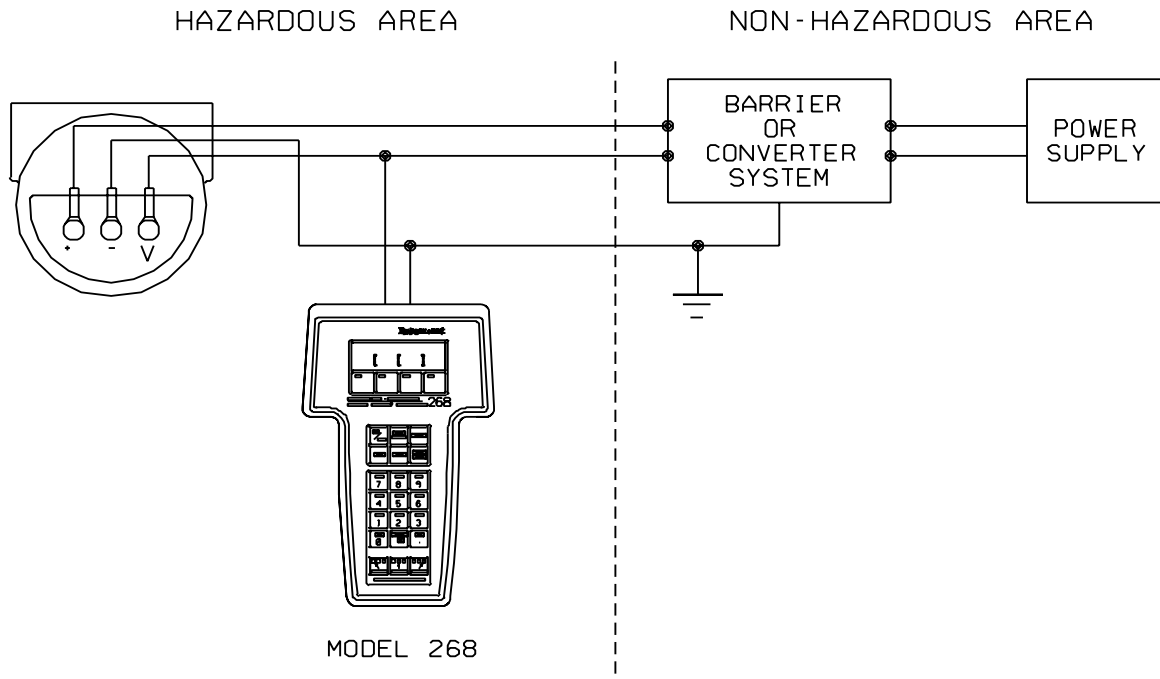 HAZARDOUS AREA
NON-HAZARDOUS AREA
BARRIER
OR
CONVERTER
SYSTEM
POWER
SUPPLY
+ - V
Rosemount
268
7 8 9
4 5 6
1 2 3
0 .
MODEL 268